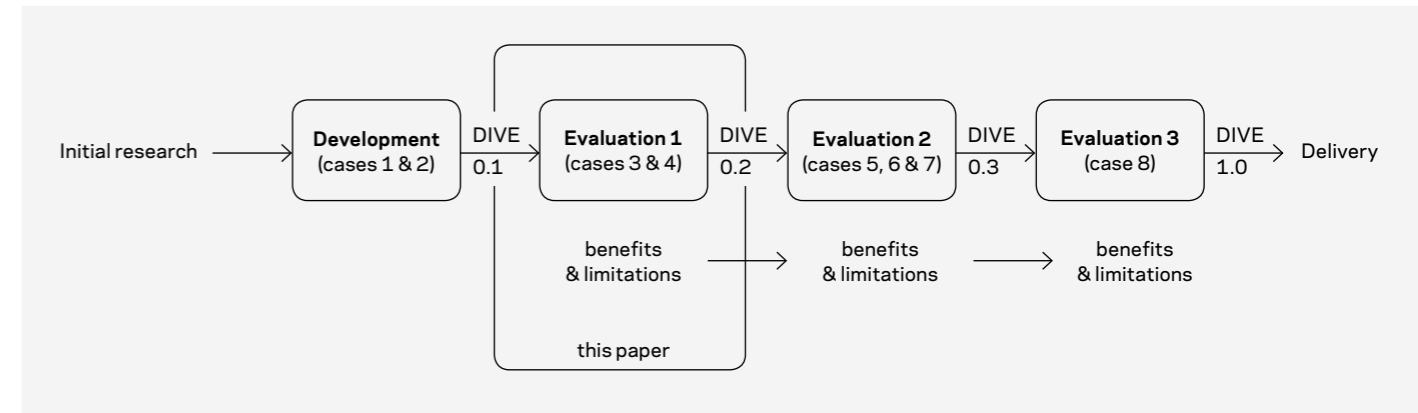 Initial research
Development
(cases 1 & 2)
DIVE
0.1
Evaluation 1
(cases 3 & 4)
DIVE
0.2
Evaluation 2
(cases 5, 6 & 7)
DIVE
0.3
Evaluation 3
(case 8)
DIVE
1.0
Delivery
benefits
& limitations
benefits
& limitations
benefits
& limitations
this paper